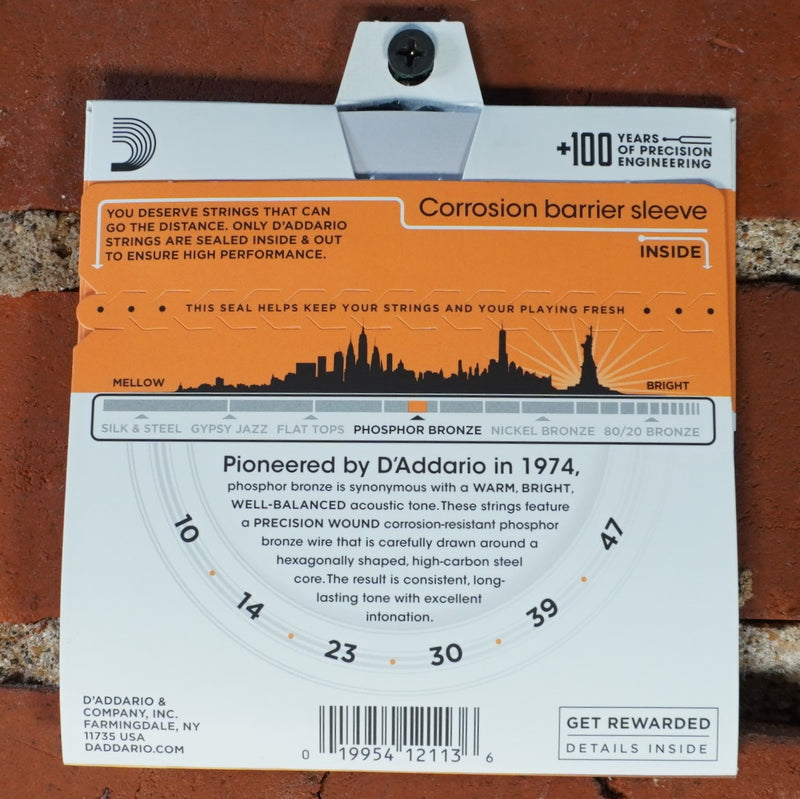 +100 YEARS
OF PRECISION
ENGINEERING
YOU DESERVE STRINGS THAT CAN
GO THE DISTANCE. ONLY D'ADDARIO
STRINGS ARE SEALED INSIDE & OUT
TO ENSURE HIGH PERFORMANCE.
Corrosion barrier sleeve
INSIDE
THIS SEAL HELPS KEEP YOUR STRINGS AND YOUR PLAYING FRESH
MELLOW
BRIGHT
SILK & STEEL GYPSY JAZZ FLAT TOPS PHOSPHOR BRONZE NICKEL BRONZE 80/20 BRONZE
Pioneered by D'Addario in 1974,
phosphor bronze is synonymous with a WARM, BRIGHT,
WELL-BALANCED acoustic tone. These strings feature
a PRECISION WOUND corrosion-resistant phosphor
bronze wire that is carefully drawn around a
hexagonally shaped, high-carbon steel
core. The result is consistent, long-
lasting tone with excellent
intonation.
10 • 14 • 23 • 30 • 39 • 47
D'ADDARIO &
COMPANY, INC.
FARMINGDALE, NY
11735 USA
DADDARIO.COM
0 19954 12113 6
GET REWARDED
DETAILS INSIDE